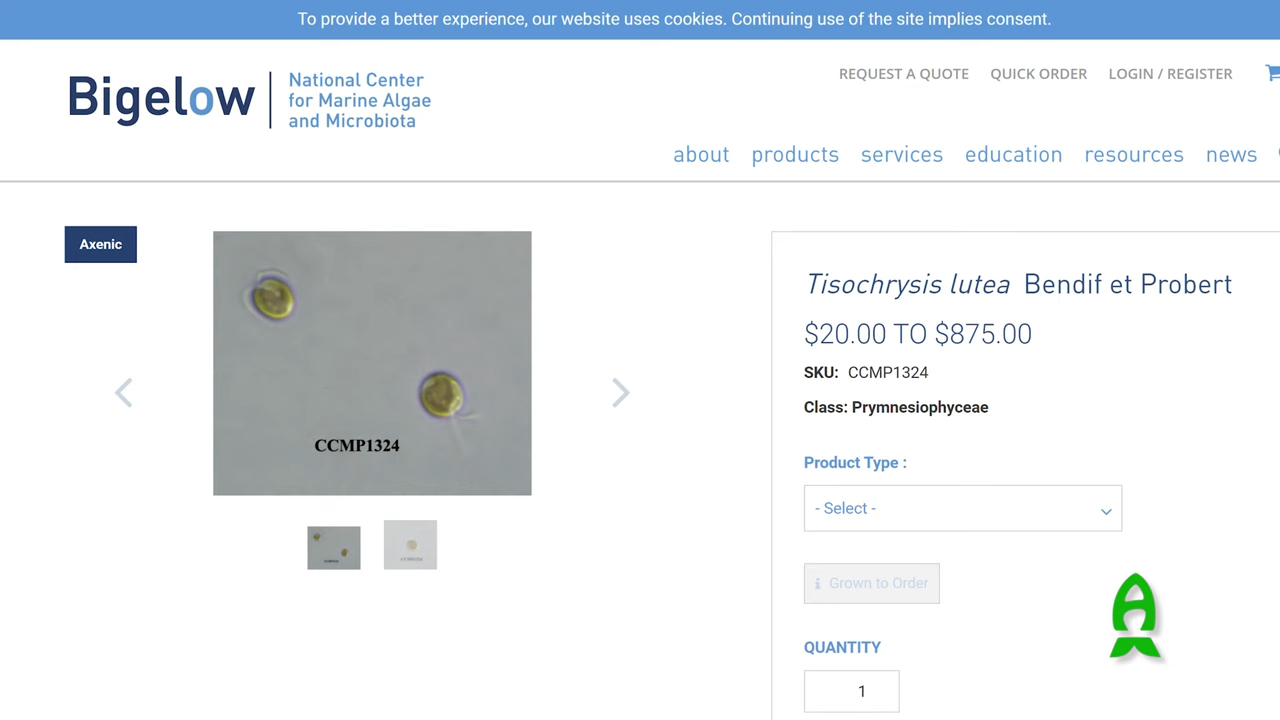 To provide a better experience, our website uses cookies. Continuing use of the site implies consent.
Bigelow
National Center
for Marine Algae
and Microbiota
REQUEST A QUOTE QUICK ORDER LOGIN / REGISTER
about products services education resources news
Axenic
CCMP1324
Tisochrysis lutea Bendif et Probert
$20.00 TO $875.00
SKU: CCMP1324
Class: Prymnesiophyceae
Product Type :
- Select -
Grown to Order
QUANTITY
1